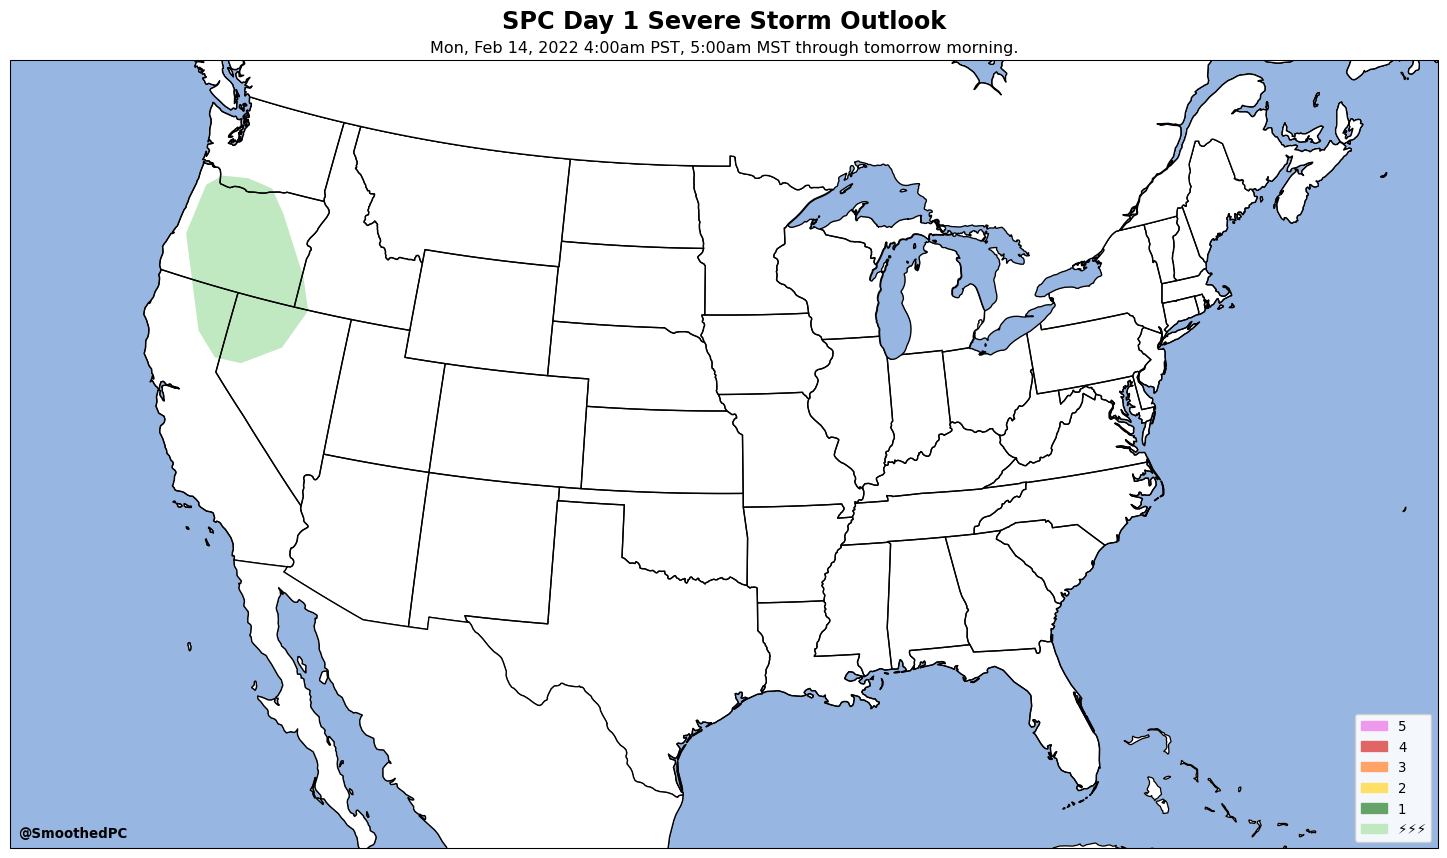 SPC Day 1 Severe Storm Outlook
Mon, Feb 14, 2022 4:00am PST, 5:00am MST through tomorrow morning.
5
4
3
2
1
⚡⚡⚡
@SmoothedPC